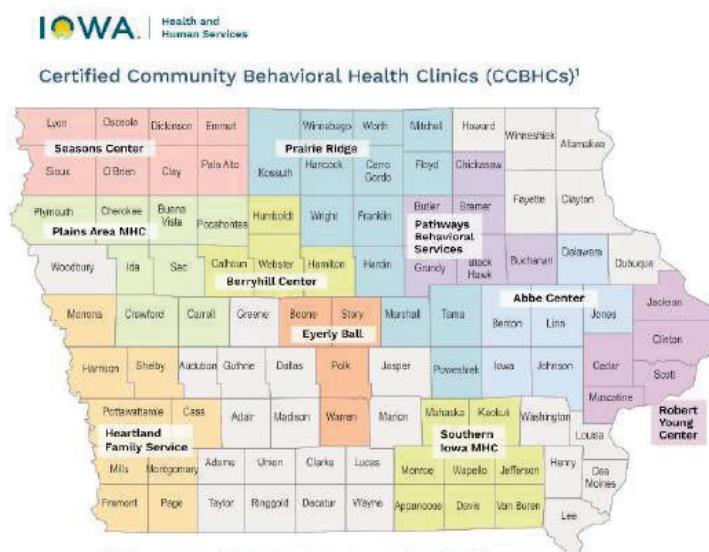 IOWA. Health and
Human Services
Certified Community Behavioral Health Clinics (CCBHCs)¹
Lyon Osceola Dickinson Emmet Winnebago Worth Mitchell Howard Winneshiek Allamakee
Seasons Center Prairie Ridge
Sioux O'Brien Clay Palo Alto Kossuth Hancock Cerro Gordo Floyd Chickasaw
Fayette Clayton
Plymouth Cherokee Buena Vista Pocahontas Humboldt Wright Franklin Butler Bremer
Plains Area MHC Pathways Behavioral Services
Woodbury Ida Sac Calhoun Webster Hamilton Hardin Grundy Black Hawk Buchanan Delaware Dubuque
Berryhill Center Abbe Center
Monona Crawford Carroll Greene Boone Story Marshall Tama Benton Linn Jones Jackson
Eyerly Ball
Clinton
Harrison Shelby Audubon Guthrie Dallas Polk Jasper Poweshiek Iowa Johnson Cedar Scott
Muscatine
Pottawattamie Cass Adair Madison Warren Marion Mahaska Keokuk Washington Louisa
Heartland Family Service Southern Iowa MHC Robert Young Center
Mills Montgomery Adams Union Clarke Lucas Monroe Wapello Jefferson Henry Des Moines
Fremont Page Taylor Ringgold Decatur Wayne Appanoose Davis Van Buren Lee